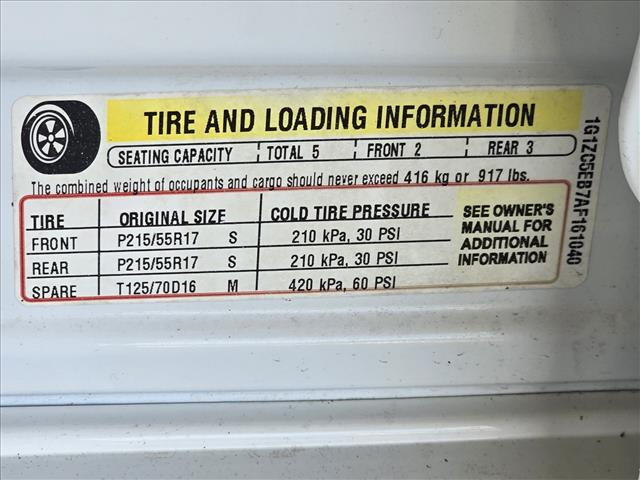 TIRE AND LOADING INFORMATION
SEATING CAPACITY TOTAL 5 FRONT 2 REAR 3
The combined weight of occupants and cargo should never exceed 416 kg or 917 lbs.
TIRE ORIGINAL SIZE COLD TIRE PRESSURE
FRONT P215/55R17 S 210 kPa, 30 PSI
REAR P215/55R17 S 210 kPa, 30 PSI
SPARE T125/70D16 M 420 kPa, 60 PSI
SEE OWNER'S
MANUAL FOR
ADDITIONAL
INFORMATION
1G1ZC5EB7AF161040